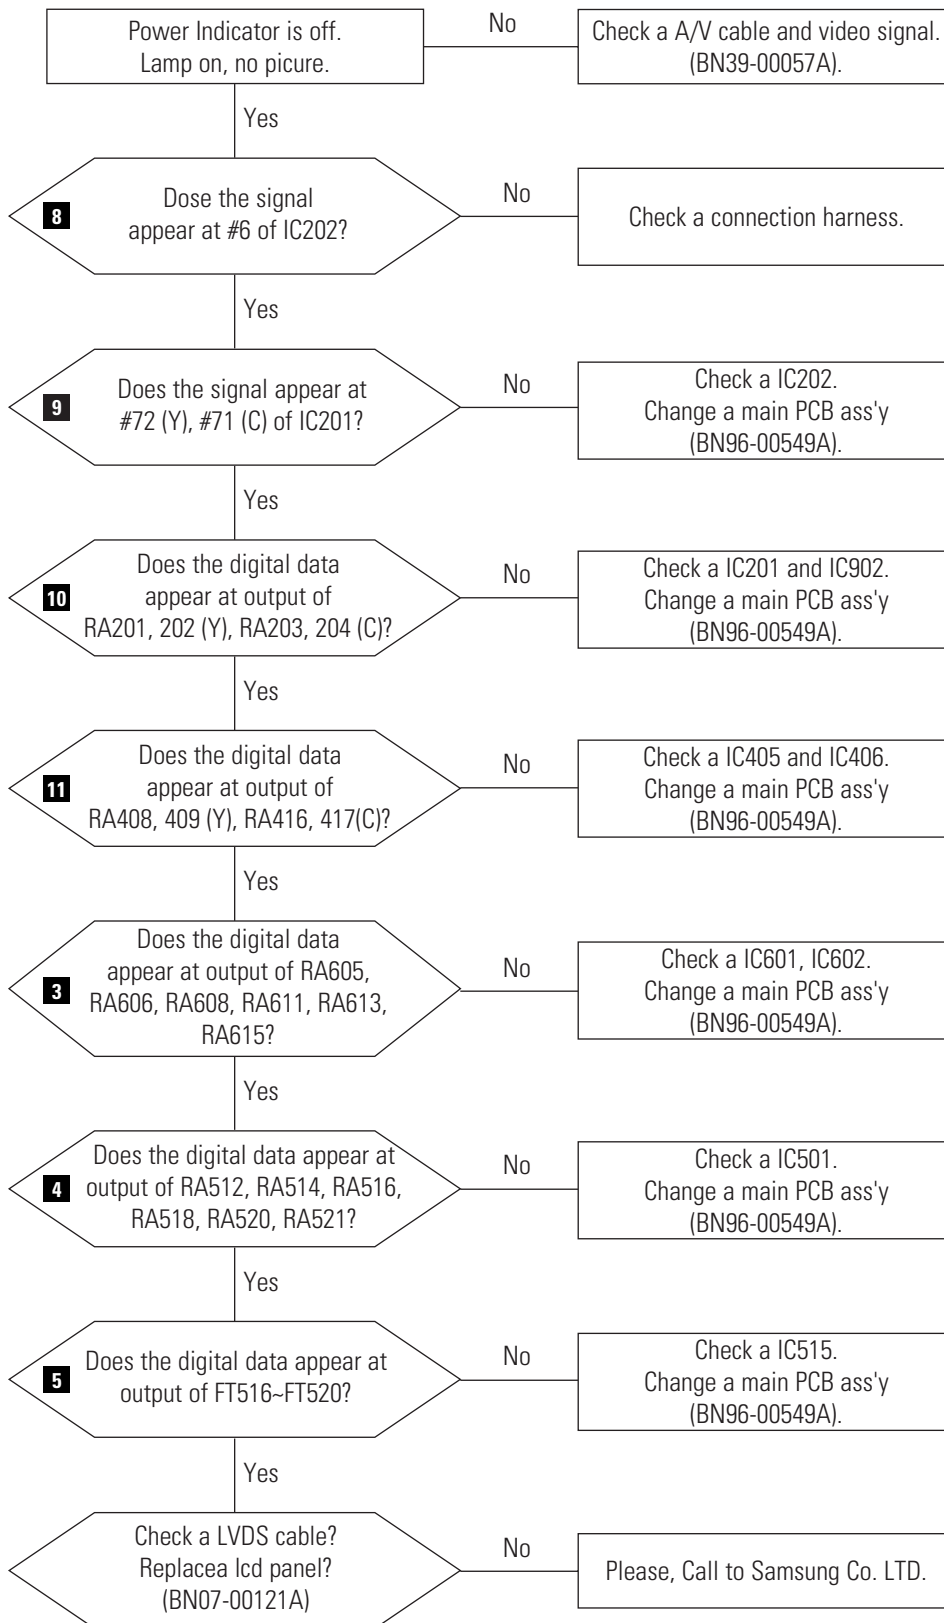 Power Indicator is off.
Lamp on, no picure.
No
Check a A/V cable and video signal.
(BN39-00057A).
Yes
8
Dose the signal
appear at #6 of IC202?
No
Check a connection harness.
Yes
9
Does the signal appear at
#72 (Y), #71 (C) of IC201?
No
Check a IC202.
Change a main PCB ass'y
(BN96-00549A).
Yes
10
Does the digital data
appear at output of
RA201, 202 (Y), RA203, 204 (C)?
No
Check a IC201 and IC902.
Change a main PCB ass'y
(BN96-00549A).
Yes
11
Does the digital data
appear at output of
RA408, 409 (Y), RA416, 417(C)?
No
Check a IC405 and IC406.
Change a main PCB ass'y
(BN96-00549A).
Yes
3
Does the digital data
appear at output of RA605,
RA606, RA608, RA611, RA613,
RA615?
No
Check a IC601, IC602.
Change a main PCB ass'y
(BN96-00549A).
Yes
4
Does the digital data appear at
output of RA512, RA514, RA516,
RA518, RA520, RA521?
No
Check a IC501.
Change a main PCB ass'y
(BN96-00549A).
Yes
5
Does the digital data appear at
output of FT516~FT520?
No
Check a IC515.
Change a main PCB ass'y
(BN96-00549A).
Yes
Check a LVDS cable?
Replacea lcd panel?
(BN07-00121A)
No
Please, Call to Samsung Co. LTD.